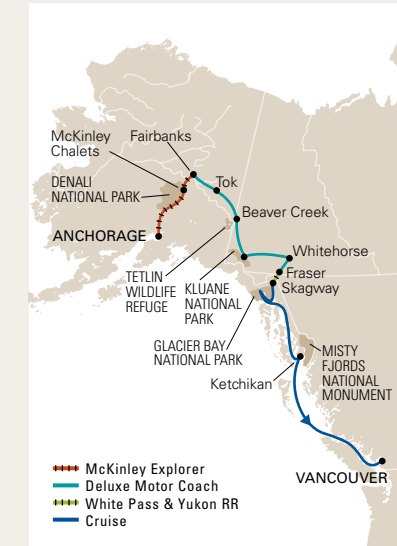 McKinley
Chalets
Fairbanks
DENALI
NATIONAL PARK
Tok
Beaver Creek
ANCHORAGE
Whitehorse
TETLIN
WILDLIFE
REFUGE
KLUANE
NATIONAL
PARK
Fraser
Skagway
GLACIER BAY
NATIONAL PARK
MISTY
FJORDS
NATIONAL
MONUMENT
Ketchikan
VANCOUVER
McKinley Explorer
Deluxe Motor Coach
White Pass & Yukon RR
Cruise